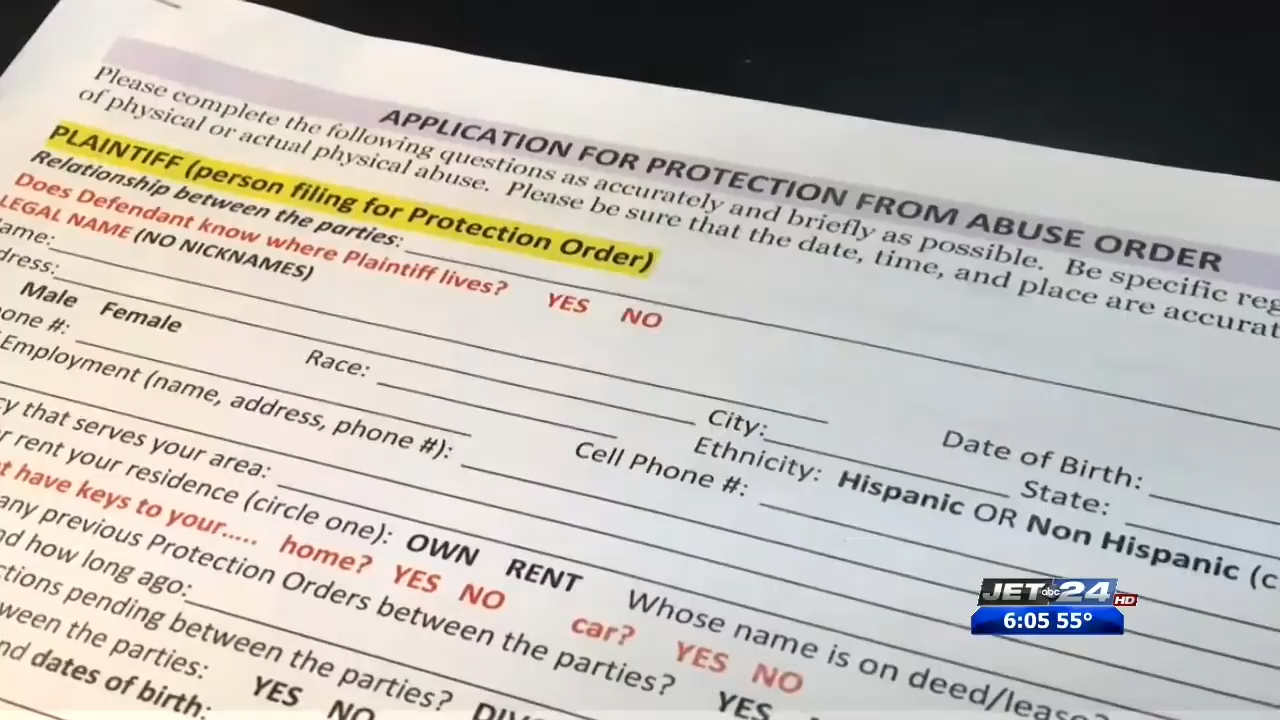 APPLICATION FOR PROTECTION FROM ABUSE ORDER
Please complete the following questions as accurately and briefly as possible. Be specific reg
of physical or actual physical abuse. Please be sure that the date, time, and place are accurat
PLAINTIFF (person filing for Protection Order)
Relationship between the parties:
Does Defendant know where Plaintiff lives? YES NO
LEGAL NAME (NO NICKNAMES)
ame: Date of Birth:
dress: City: State:
Male Female Race: Ethnicity: Hispanic OR Non Hispanic (c
one #: Cell Phone #:
Employment (name, address, phone #):
cy that serves your area:
r rent your residence (circle one): OWN RENT Whose name is on deed/lease?
t have keys to your..... home? YES NO car? YES NO
any previous Protection Orders between the parties? YES
nd how long ago:
ctions pending between the parties? DIV
ween the parties: YES NO
nd dates of birth:
JET abc 24 HD
6:05 55°